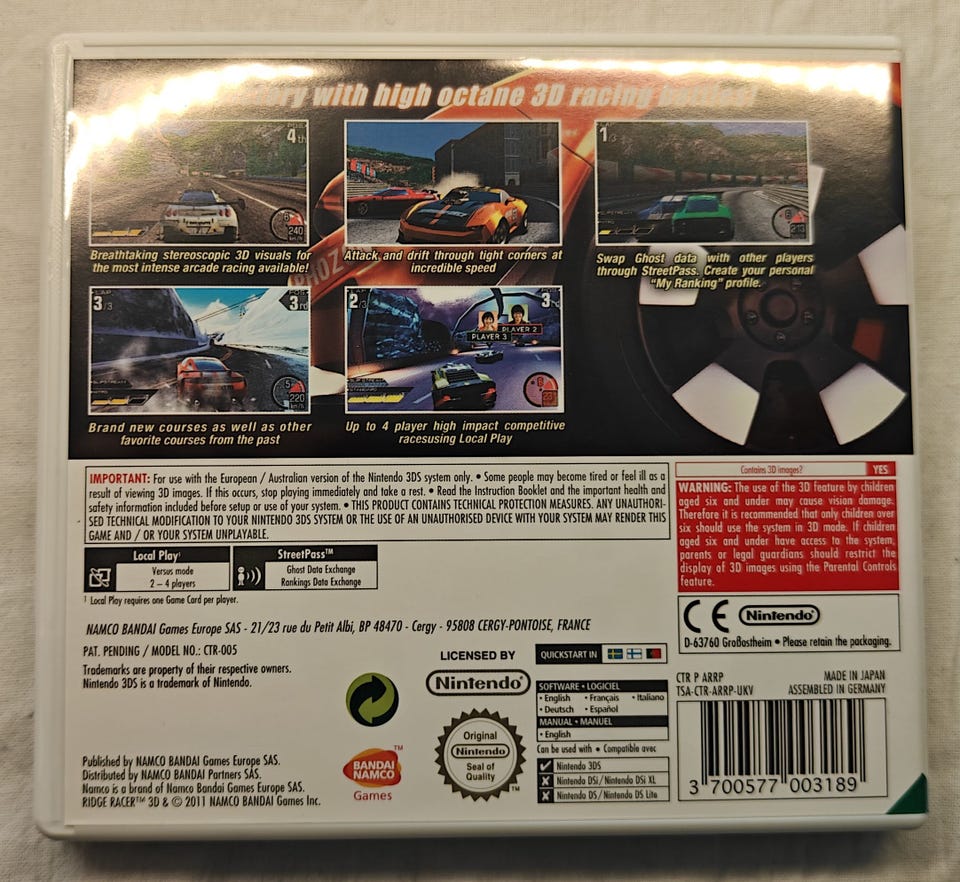 with high octane 3D racing
4th
240
km/h
Breathtaking stereoscopic 3D visuals for
the most intense arcade racing available!
Attack and drift through tight corners at
incredible speed
213
Swap Ghost data with other players
through StreetPass. Create your personal
"My Ranking" profile.
LAP
3/3
3rd
SLIPSTREAM
5
220
km/h
Brand new courses as well as other
favorite courses from the past
2/3
3rd
PLAYER 2
PLAYER 3
SLIPSTREAM
Up to 4 player high impact competitive
racesusing Local Play
IMPORTANT: For use with the European / Australian version of the Nintendo 3DS system only. • Some people may become tired or feel ill as a
result of viewing 3D images. If this occurs, stop playing immediately and take a rest. • Read the Instruction Booklet and the important health and
safety information included before setup or use of your system. • THIS PRODUCT CONTAINS TECHNICAL PROTECTION MEASURES. ANY UNAUTHORI-
SED TECHNICAL MODIFICATION TO YOUR NINTENDO 3DS SYSTEM OR THE USE OF AN UNAUTHORISED DEVICE WITH YOUR SYSTEM MAY RENDER THIS
GAME AND / OR YOUR SYSTEM UNPLAYABLE.
Contains 3D images? YES
WARNING: The use of the 3D feature by children
aged six and under may cause vision damage.
Therefore it is recommended that only children over
six should use the system in 3D mode. If children
aged six and under have access to the system,
parents or legal guardians should restrict the
display of 3D images using the Parental Controls
feature.
Local Play¹
Versus mode
2 – 4 players
StreetPass™
Ghost Data Exchange
Rankings Data Exchange
¹ Local Play requires one Game Card per player.
CE Nintendo
D-63760 Großostheim • Please retain the packaging.
NAMCO BANDAI Games Europe SAS - 21/23 rue du Petit Albi, BP 48470 - Cergy - 95808 CERGY-PONTOISE, FRANCE
PAT. PENDING / MODEL NO.: CTR-005
Trademarks are property of their respective owners.
Nintendo 3DS is a trademark of Nintendo.
LICENSED BY
Nintendo
QUICKSTART IN
SOFTWARE • LOGICIEL
• English • Français • Italiano
• Deutsch • Español
MANUAL • MANUEL
• English
Can be used with • Compatible avec
Nintendo 3DS
Nintendo DSi/Nintendo DSi XL
Nintendo DS/Nintendo DS Lite
Original
Nintendo
Seal of
Quality
TM
CTR P ARRP MADE IN JAPAN
TSA-CTR-ARRP-UKV ASSEMBLED IN GERMANY
3 700577 003189
BANDAI
NAMCO
TM
Games
Published by NAMCO BANDAI Games Europe SAS.
Distributed by NAMCO BANDAI Partners SAS.
Namco is a brand of NAMCO BANDAI Games Europe SAS.
RIDGE RACER™ 3D & © 2011 NAMCO BANDAI Games Inc.